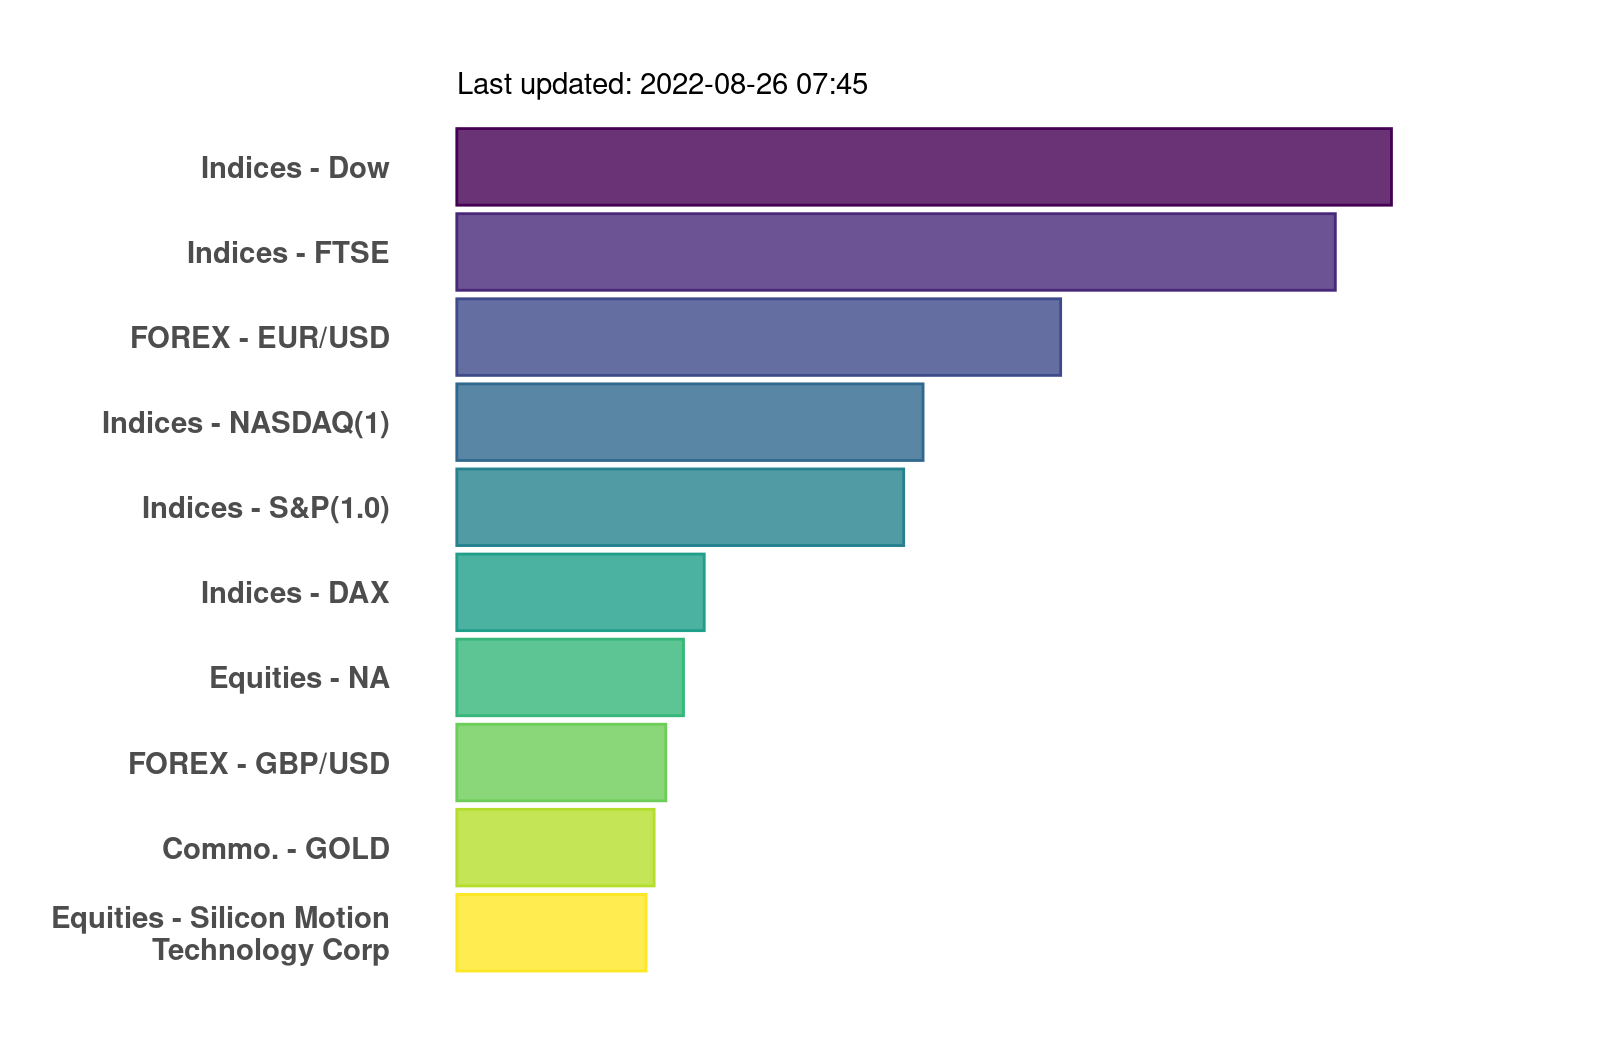 Last updated: 2022-08-26 07:45
Indices - Dow
Indices - FTSE
FOREX - EUR/USD
Indices - NASDAQ(1)
Indices - S&P(1.0)
Indices - DAX
Equities - NA
FOREX - GBP/USD
Commo. - GOLD
Equities - Silicon Motion
Technology Corp